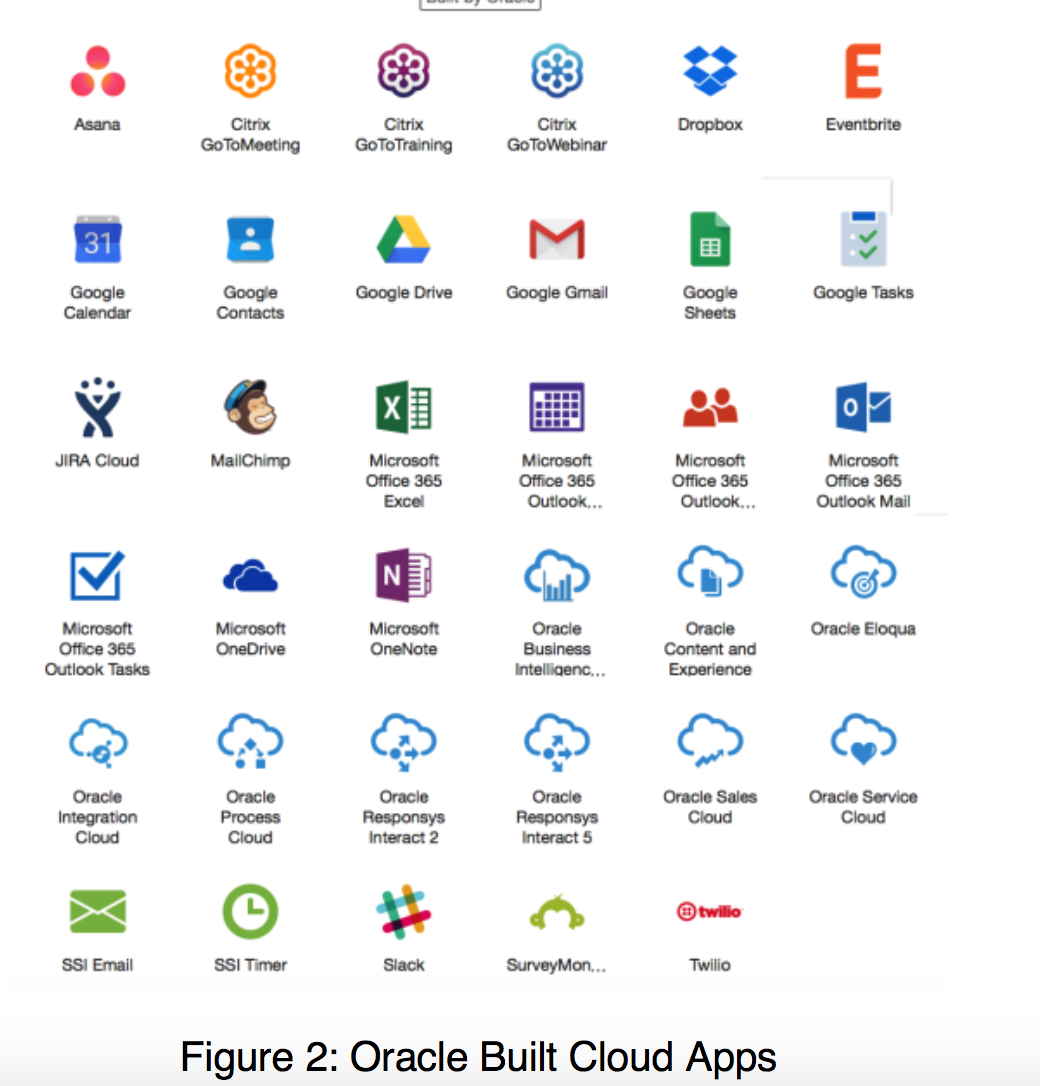 Built by Oracle
Asana
Citrix
GoToMeeting
Citrix
GoToTraining
Citrix
GoToWebinar
Dropbox
E
Eventbrite
31
Google
Calendar
Google
Contacts
Google Drive
Google Gmail
Google
Sheets
Google Tasks
JIRA Cloud
MailChimp
X
Microsoft
Office 365
Excel
Microsoft
Office 365
Outlook...
Microsoft
Office 365
Outlook...
O
Microsoft
Office 365
Outlook Mail
Microsoft
Office 365
Outlook Tasks
Microsoft
OneDrive
N
Microsoft
OneNote
Oracle
Business
Intelligenc...
Oracle
Content and
Experience
Oracle Eloqua
Oracle
Integration
Cloud
Oracle
Process
Cloud
Oracle
Responsys
Interact 2
Oracle
Responsys
Interact 5
Oracle Sales
Cloud
Oracle Service
Cloud
SSI Email
SSI Timer
Slack
SurveyMon...
twilio
Twilio
Figure 2: Oracle Built Cloud Apps